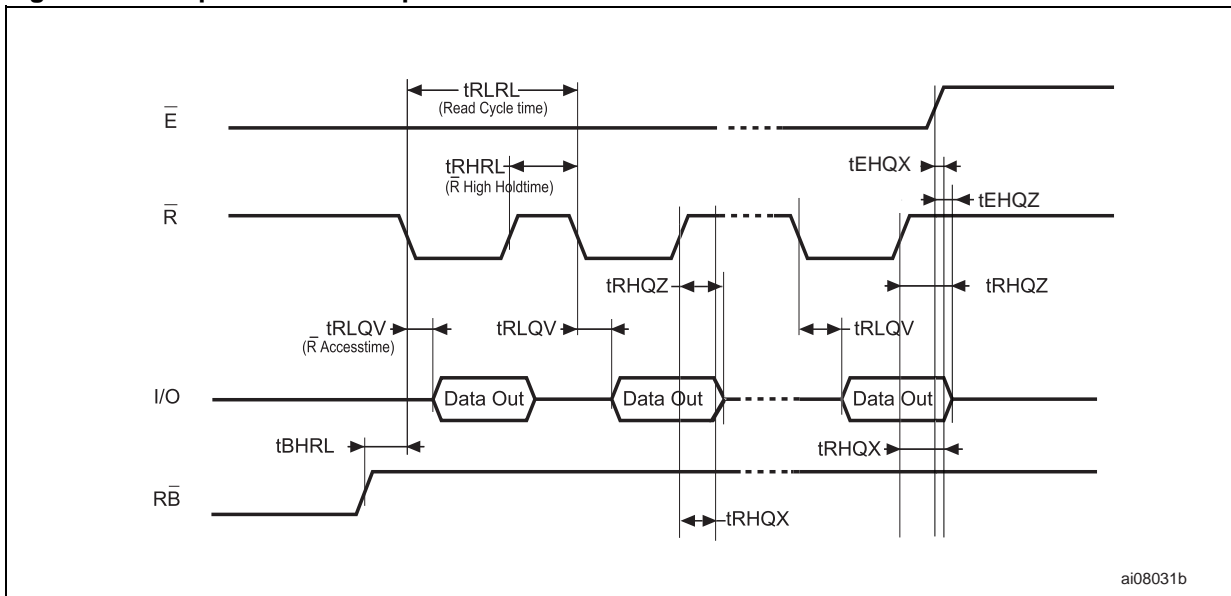 tRLRL
(Read Cycle time)
E̅
tRHRL
(R̅ High Holdtime)
tEHQX
tEHQZ
R̅
tRHQZ
tRHQZ
tRLQV
(R̅ Accesstime)
tRLQV
tRLQV
I/O
Data Out
Data Out
Data Out
tBHRL
tRHQX
RB̅
tRHQX
ai08031b